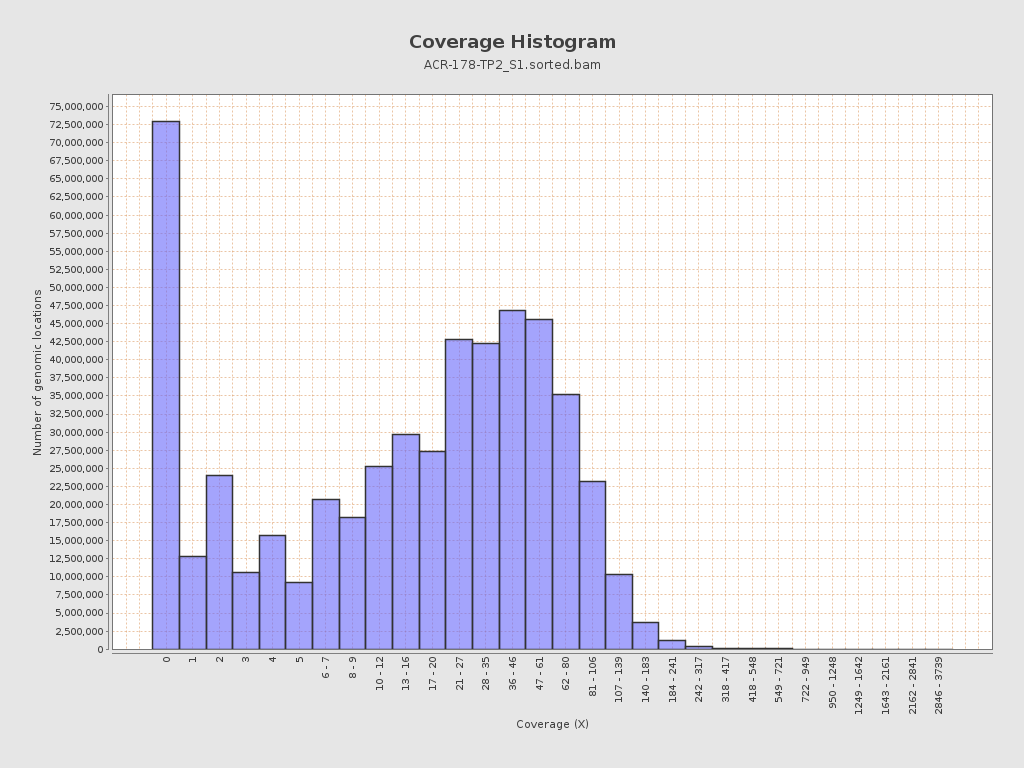 Coverage Histogram
ACR-178-TP2_S1.sorted.bam
Number of genomic locations
75,000,000
72,500,000
70,000,000
67,500,000
65,000,000
62,500,000
60,000,000
57,500,000
55,000,000
52,500,000
50,000,000
47,500,000
45,000,000
42,500,000
40,000,000
37,500,000
35,000,000
32,500,000
30,000,000
27,500,000
25,000,000
22,500,000
20,000,000
17,500,000
15,000,000
12,500,000
10,000,000
7,500,000
5,000,000
2,500,000
0
0
1
2
3
4
5
6 - 7
8 - 9
10 - 12
13 - 16
17 - 20
21 - 27
28 - 35
36 - 46
47 - 61
62 - 80
81 - 106
107 - 139
140 - 183
184 - 241
242 - 317
318 - 417
418 - 548
549 - 721
722 - 949
950 - 1248
1249 - 1642
1643 - 2161
2162 - 2841
2846 - 3739
Coverage (X)